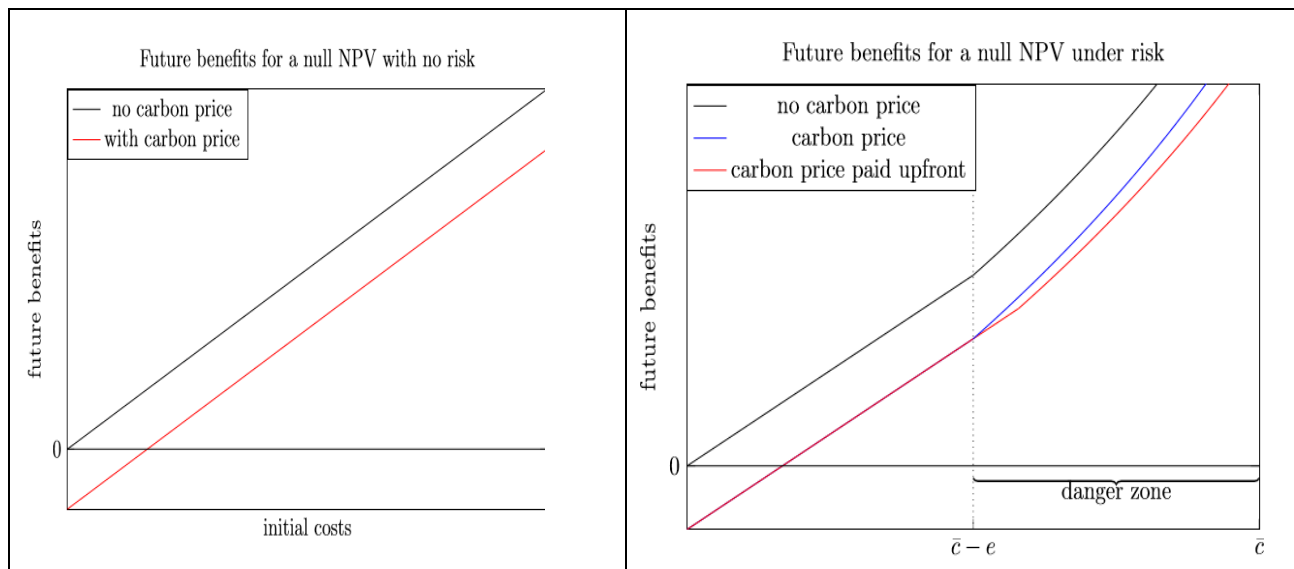 Future benefits for a null NPV with no risk
no carbon price
with carbon price
future benefits
0
initial costs
Future benefits for a null NPV under risk
no carbon price
carbon price
carbon price paid upfront
future benefits
0
danger zone
c̄ − e
c̄